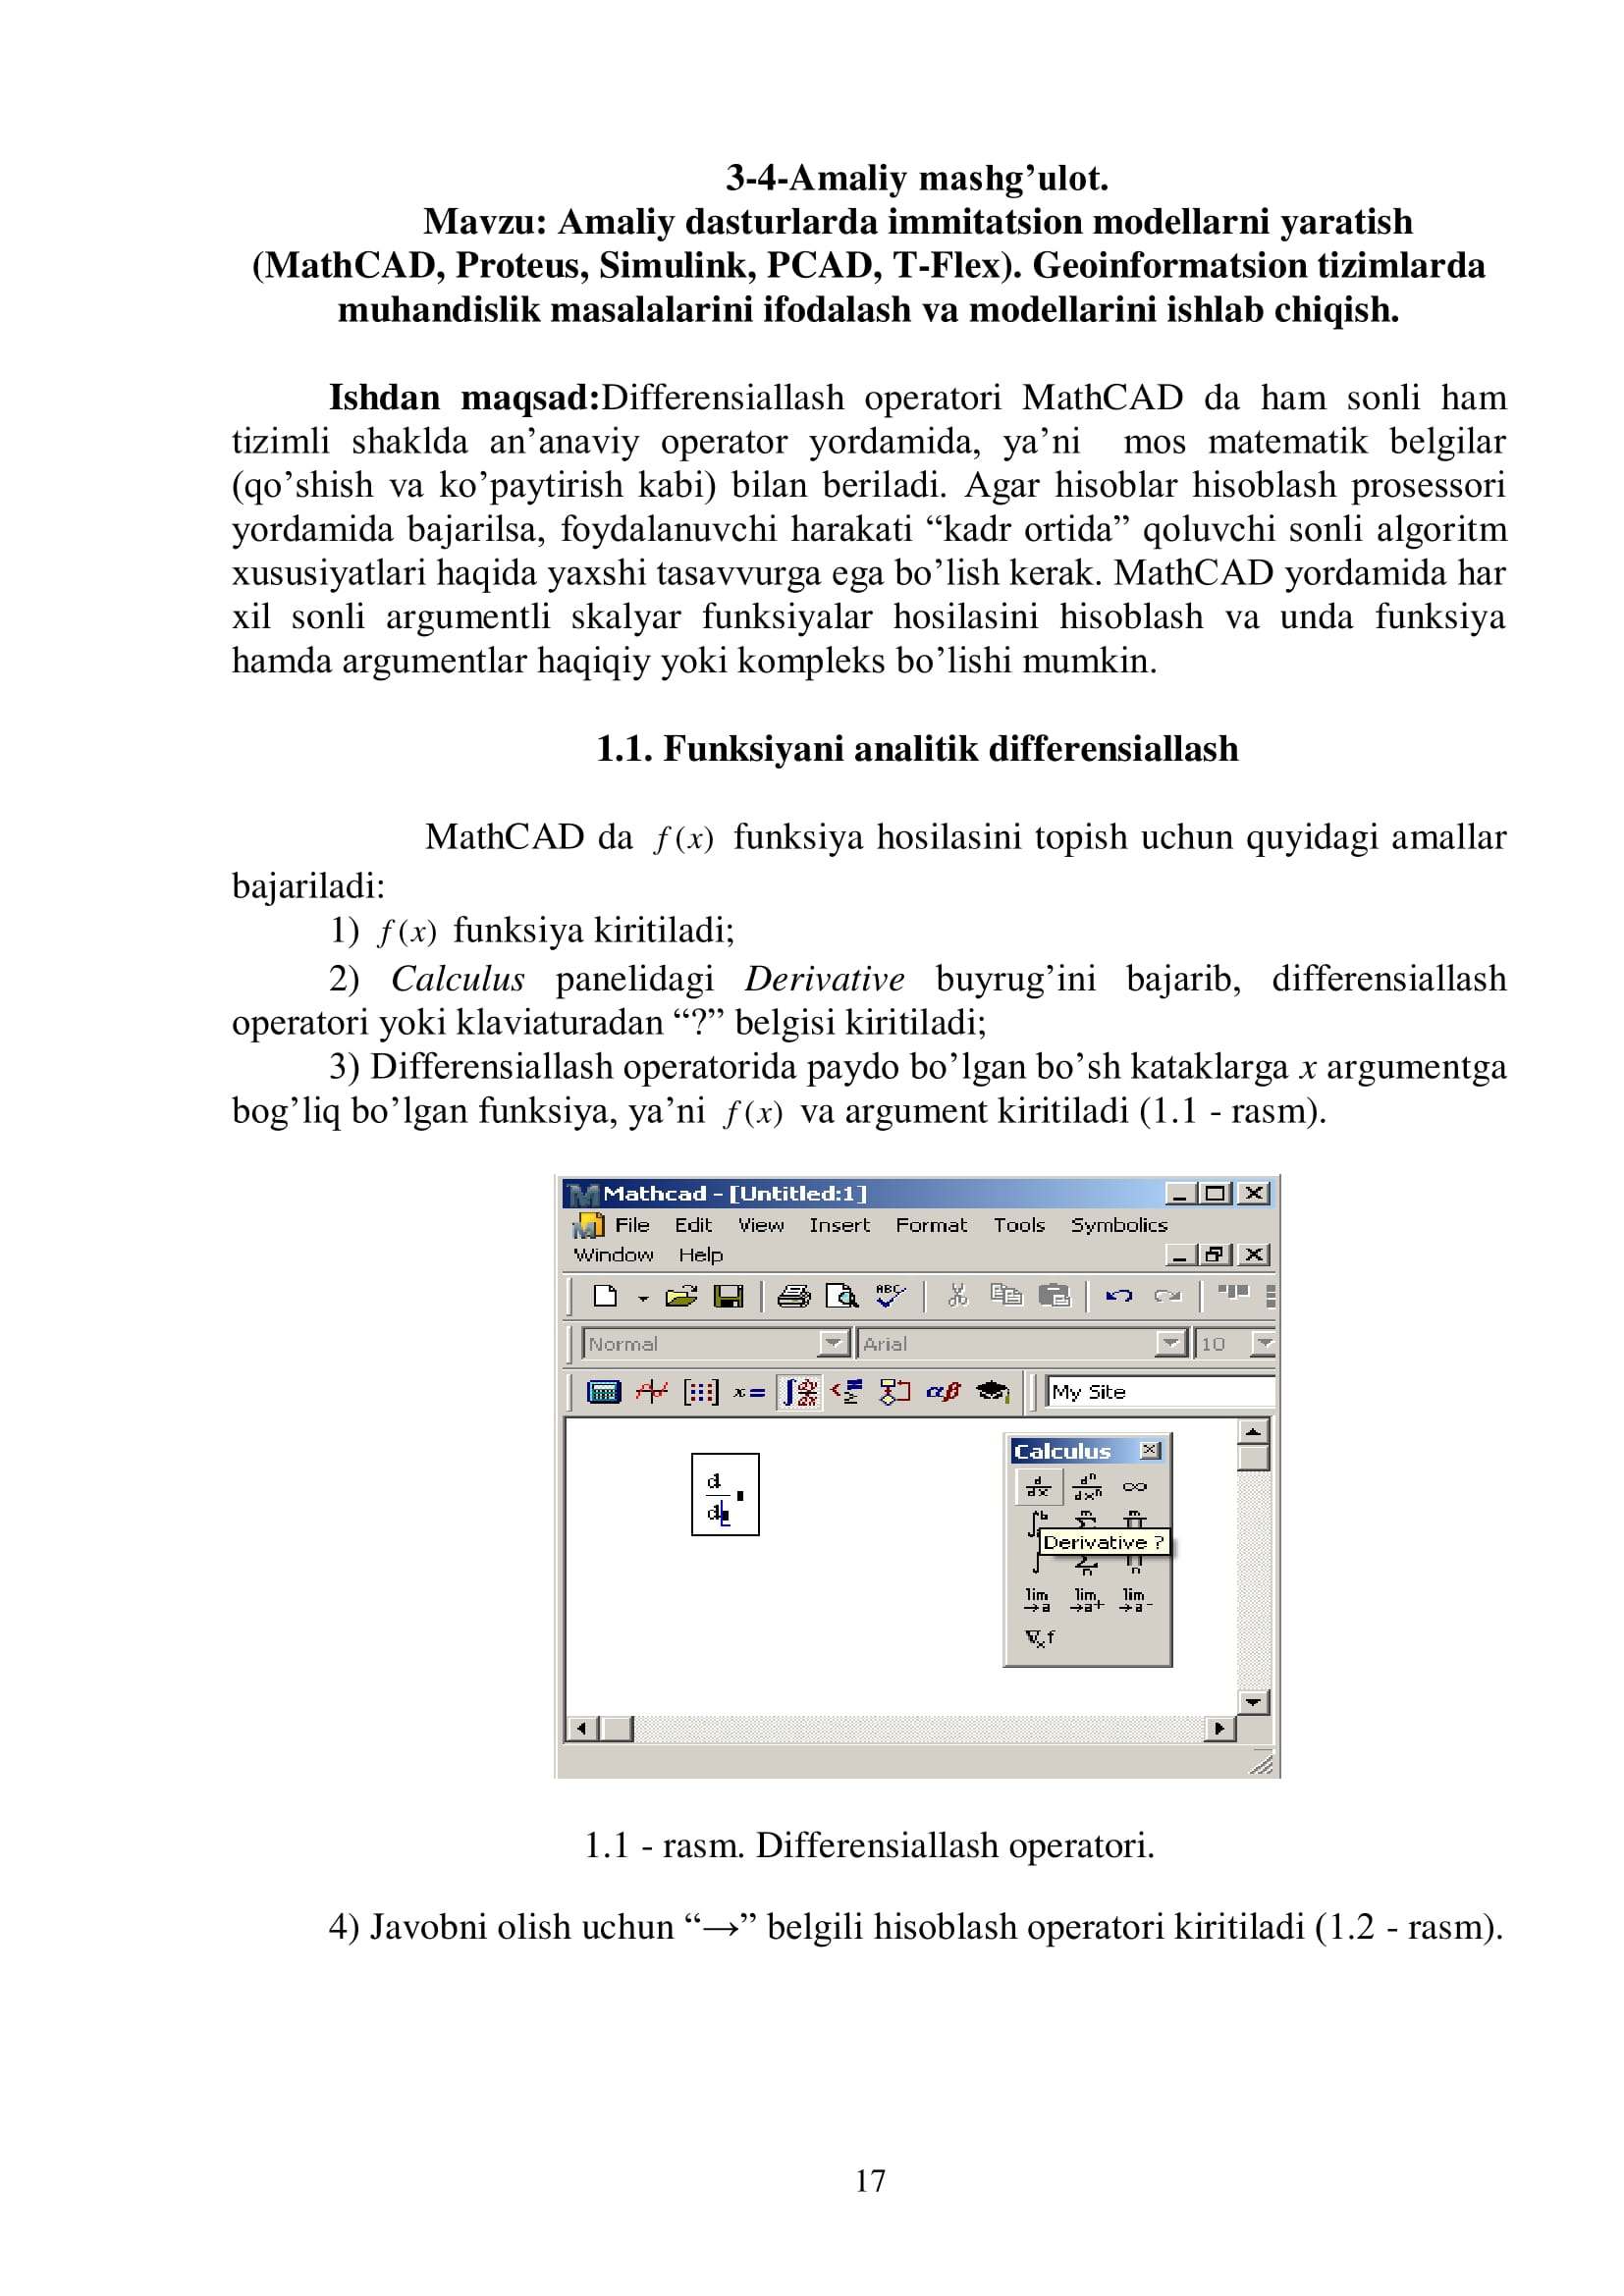 3-4-Amaliy mashg’ulot.
Mavzu: Amaliy dasturlarda immitatsion modellarni yaratish
(MathCAD, Proteus, Simulink, PCAD, T-Flex). Geoinformatsion tizimlarda
muhandislik masalalarini ifodalash va modellarini ishlab chiqish.
Ishdan maqsad:Differensiallash operatori MathCAD da ham sonli ham
tizimli shaklda an’anaviy operator yordamida, ya’ni mos matematik belgilar
(qo’shish va ko’paytirish kabi) bilan beriladi. Agar hisoblar hisoblash prosessori
yordamida bajarilsa, foydalanuvchi harakati “kadr ortida” qoluvchi sonli algoritm
xususiyatlari haqida yaxshi tasavvurga ega bo’lish kerak. MathCAD yordamida har
xil sonli argumentli skalyar funksiyalar hosilasini hisoblash va unda funksiya
hamda argumentlar haqiqiy yoki kompleks bo’lishi mumkin.
1.1. Funksiyani analitik differensiallash
MathCAD da f(x) funksiya hosilasini topish uchun quyidagi amallar
bajariladi:
1) f(x) funksiya kiritiladi;
2) Calculus panelidagi Derivative buyrug’ini bajarib, differensiallash
operatori yoki klaviaturadan “?” belgisi kiritiladi;
3) Differensiallash operatorida paydo bo’lgan bo’sh kataklarga x argumentga
bog’liq bo’lgan funksiya, ya’ni f(x) va argument kiritiladi (1.1 - rasm).
Mathcad - [Untitled:1]
File Edit View Insert Format Tools Symbolics
Window Help
ABC
Normal Arial 10
x= ∫ dy/dx αβ My Site
Calculus
d/d
d/dx dⁿ/dxⁿ ∞
Derivative ?
lim →a lim →a+ lim →a-
∇x f
1.1 - rasm. Differensiallash operatori.
4) Javobni olish uchun “→” belgili hisoblash operatori kiritiladi (1.2 - rasm).
17